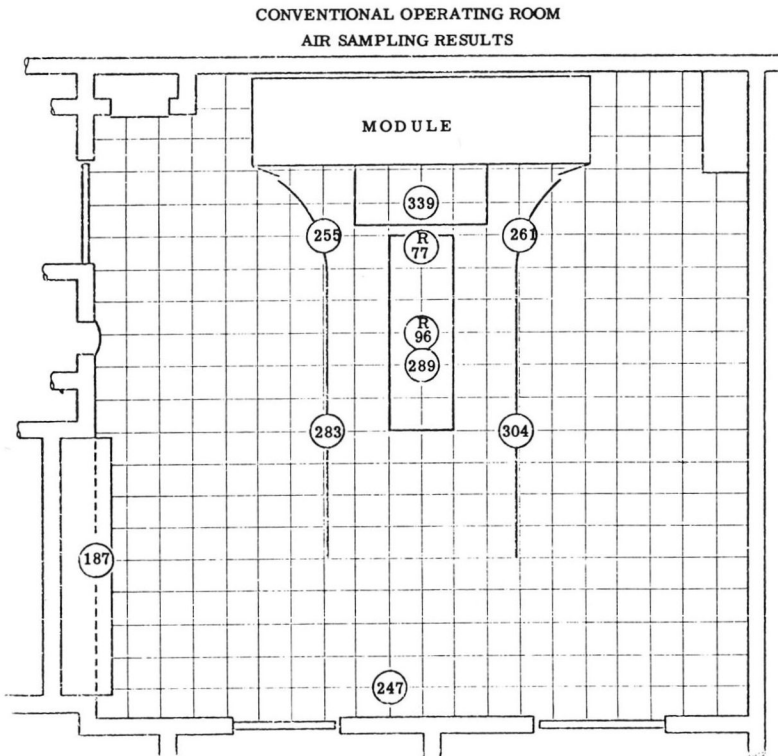 CONVENTIONAL OPERATING ROOM
AIR SAMPLING RESULTS
MODULE
339
255
R
77
261
R
96
289
283
304
187
247